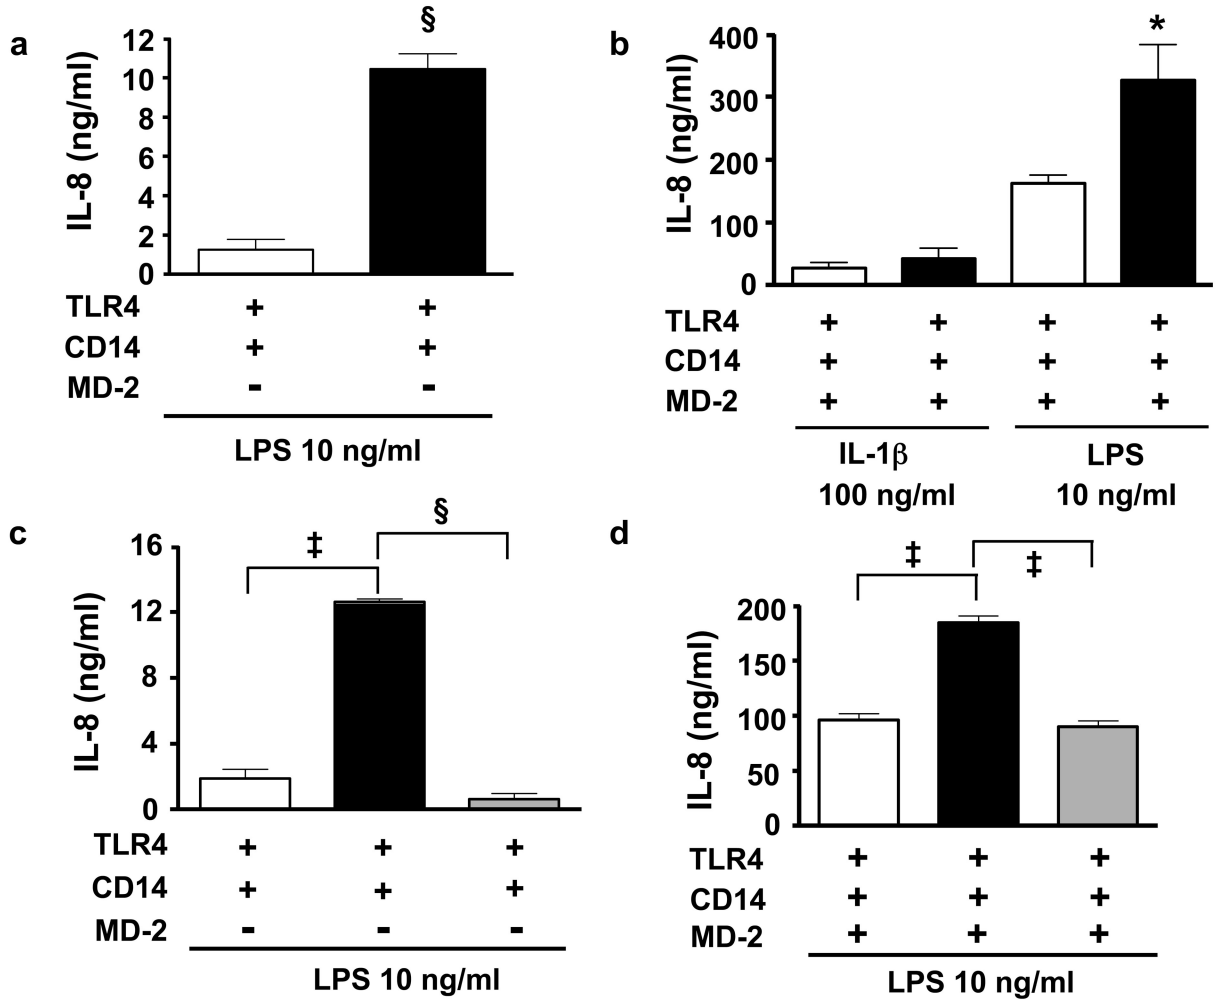 a
§
IL-8 (ng/ml)
12
10
8
6
4
2
0
TLR4 + +
CD14 + +
MD-2 - -
LPS 10 ng/ml
b
*
IL-8 (ng/ml)
400
300
200
100
0
TLR4 + + + +
CD14 + + + +
MD-2 + + + +
IL-1β LPS
100 ng/ml 10 ng/ml
c
§
‡
IL-8 (ng/ml)
16
12
8
4
0
TLR4 + + +
CD14 + + +
MD-2 - - -
LPS 10 ng/ml
d
‡ ‡
IL-8 (ng/ml)
200
150
100
50
0
TLR4 + + +
CD14 + + +
MD-2 + + +
LPS 10 ng/ml